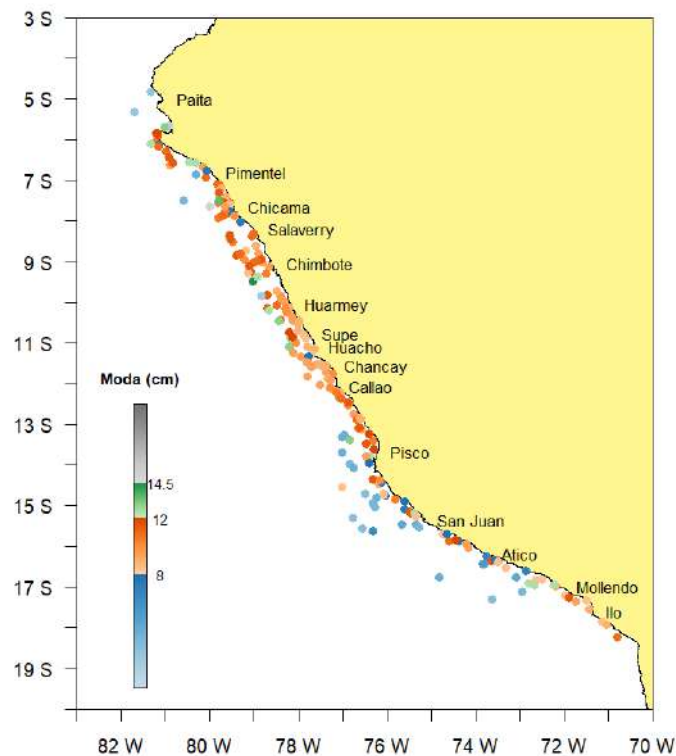 3 S
5 S
Paita
7 S
Pimentel
Chicama
Salaverry
9 S
Chimbote
Huarmey
11 S
Supe
Huacho
Moda (cm)
Chancay
Callao
13 S
Pisco
14.5
15 S
12
San Juan
Atico
8
17 S
Mollendo
Ilo
19 S
82 W
80 W
78 W
76 W
74 W
72 W
70 W